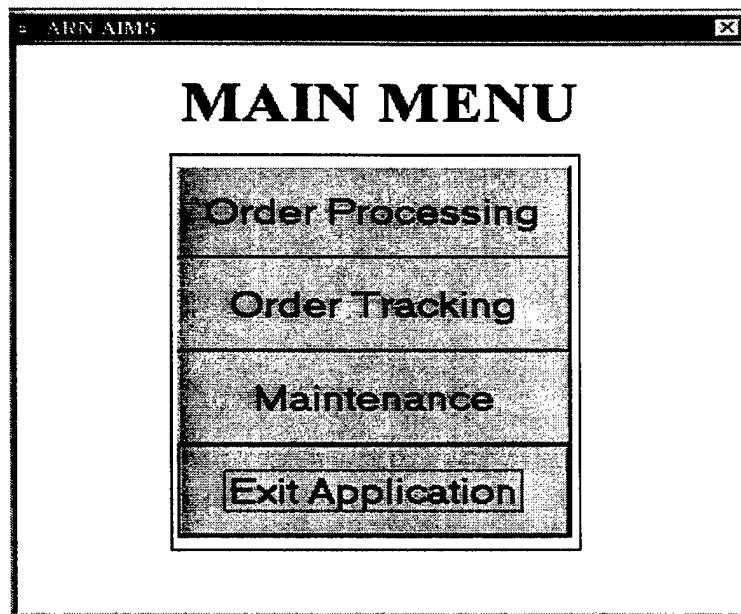 ARN AIMS
MAIN MENU
Order Processing
Order Tracking
Maintenance
Exit Application